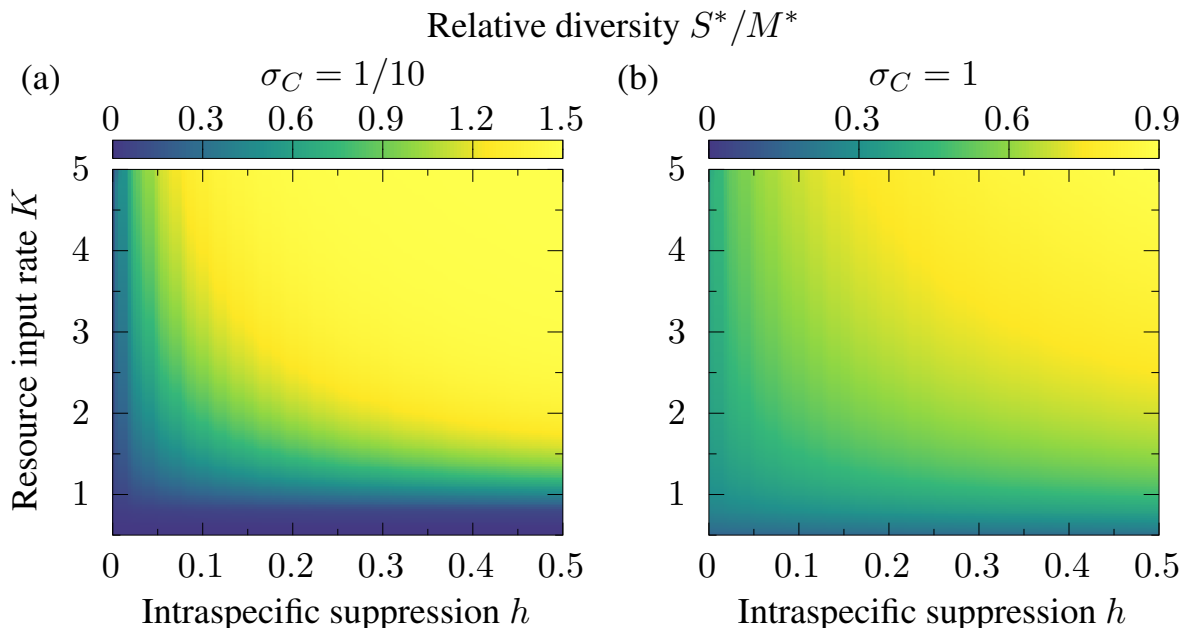 Relative diversity S*/M*
(a) σ_C = 1/10
0 0.3 0.6 0.9 1.2 1.5
Resource input rate K
5
4
3
2
1
0 0.1 0.2 0.3 0.4 0.5
Intraspecific suppression h
(b) σ_C = 1
0 0.3 0.6 0.9
5
4
3
2
1
0 0.1 0.2 0.3 0.4 0.5
Intraspecific suppression h